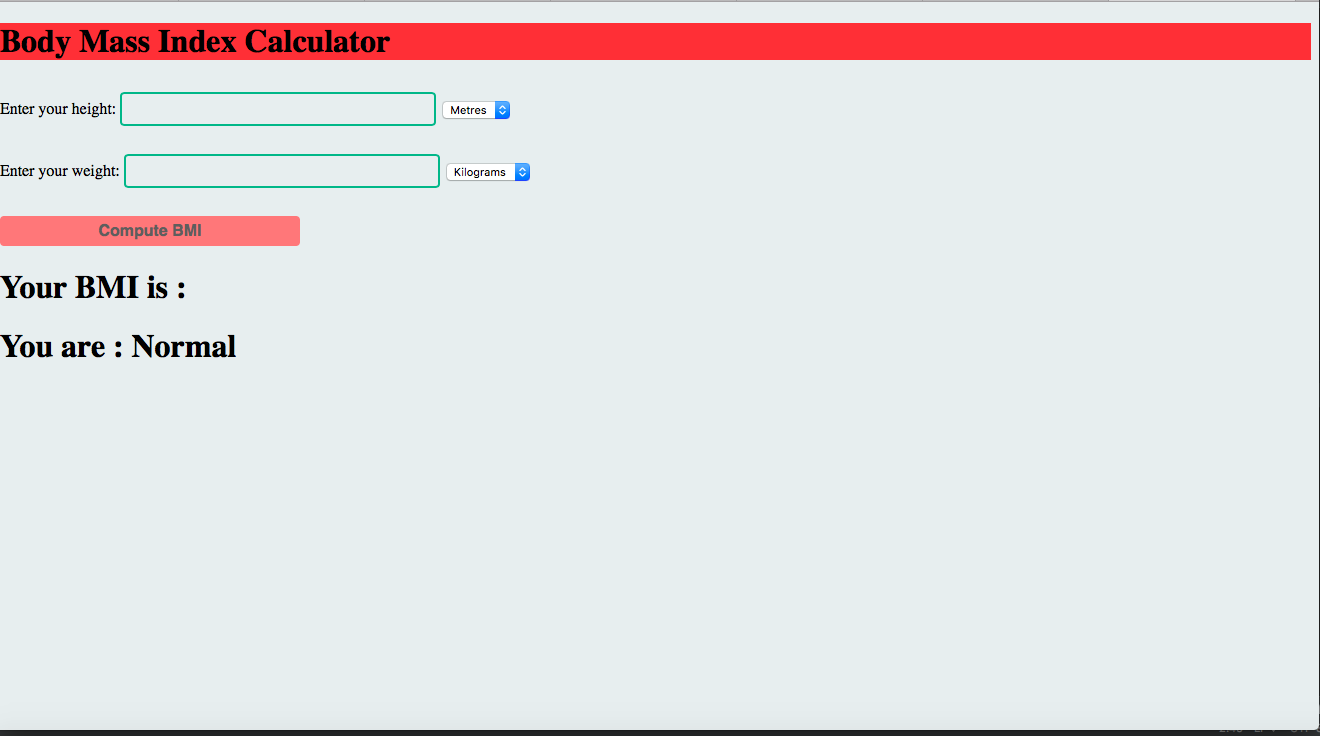 Body Mass Index Calculator
Enter your height: Metres
Enter your weight: Kilograms
Compute BMI
Your BMI is :
You are : Normal